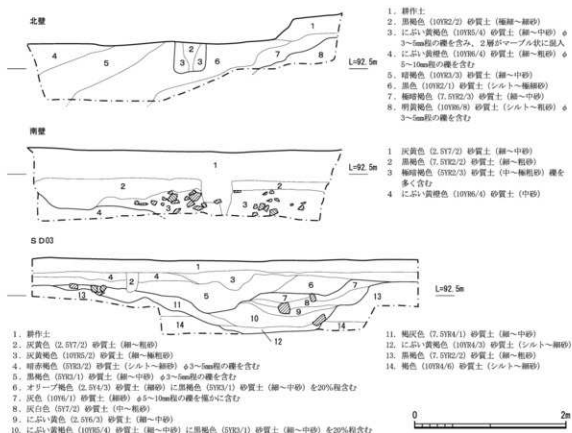 北壁
L=92.5m
1. 耕作土
2. 黒褐色 (10YR2/2) 砂質土 (極細~細砂)
3. にぶい黄褐色 (10YR5/4) 砂質土 (細~中砂) φ
3~5mm程の礫を含み、2層がマーブル状に混入
4. にぶい黄橙色 (10YR6/4) 砂質土 (細~粗砂) φ
5~10mm程の礫を含む
5. 暗褐色 (10YR3/3) 砂質土 (細~中砂)
6. 黒色 (10YR2/1) 砂質土 (シルト~極細砂)
7. 極暗褐色 (7.5YR2/3) 砂質土 (細~中砂)
8. 明黄褐色 (10YR6/8) 砂質土 (シルト~粗砂) φ
3~5mm程の礫を含む
南壁
L=92.5m
1 灰黄色 (2.5Y7/2) 砂質土 (細~中砂)
2 黒褐色 (7.5YR2/2) 砂質土 (細~粗砂)
3 極暗褐色 (5YR2/3) 砂質土 (中~極粗砂) 礫を
多く含む
4 にぶい黄橙色 (10YR6/4) 砂質土 (中砂)
SD03
L=92.5m
1. 耕作土
2. 灰黄色 (2.5Y7/2) 砂質土 (細~粗砂)
3. 灰黄褐色 (10YR5/2) 砂質土 (細~極粗砂)
4. 暗赤褐色 (5YR3/2) 砂質土 (シルト~細砂) φ3~5mm程の礫を含む
5. 黒褐色 (5YR3/1) 砂質土 (細~中砂) φ3~5mm程の礫を含む
6. オリーブ褐色 (2.5Y4/3) 砂質土 (細砂) に黒褐色 (5YR3/1) 砂質土 (細~中砂) を20%程含む
7. 灰色 (10Y6/1) 砂質土 (細砂) φ5~10mm程の礫を僅かに含む
8. 灰白色 (5Y7/2) 砂質土 (中~粗砂)
9. にぶい黄色 (2.5Y6/3) 砂質土 (細~中砂)
10. にぶい黄褐色 (10YR5/4) 砂質土 (細~中砂) に黒褐色 (5YR3/1) 砂質土 (細~中砂) を20%程含む
11. 褐灰色 (7.5YR4/1) 砂質土 (細~中砂)
12. にぶい黄褐色 (10YR4/3) 砂質土 (シルト~細砂)
13. 黒褐色 (7.5YR2/2) 砂質土 (細~粗砂)
14. 褐色 (10YR4/6) 砂質土 (シルト~細砂)
0 2m